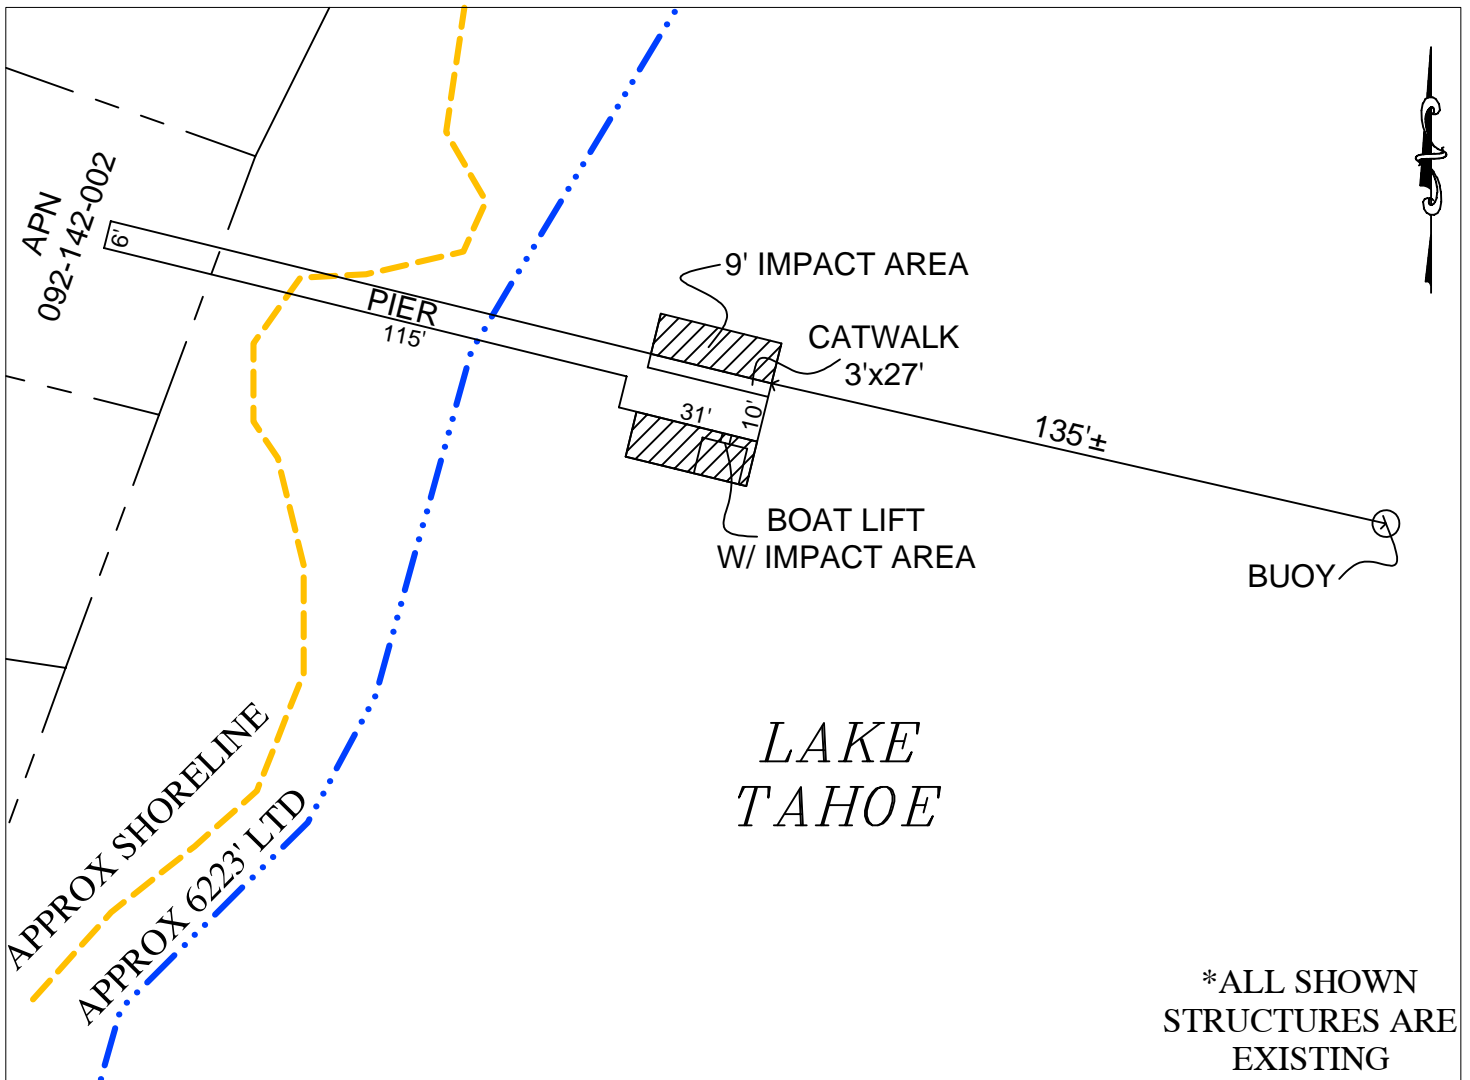 APN
092-142-002
6'
PIER
115'
9' IMPACT AREA
CATWALK
3'x27'
31'
10'
135'±
BOAT LIFT
W/ IMPACT AREA
BUOY
LAKE
TAHOE
APPROX SHORELINE
APPROX 6223' LTD
*ALL SHOWN
STRUCTURES ARE
EXISTING